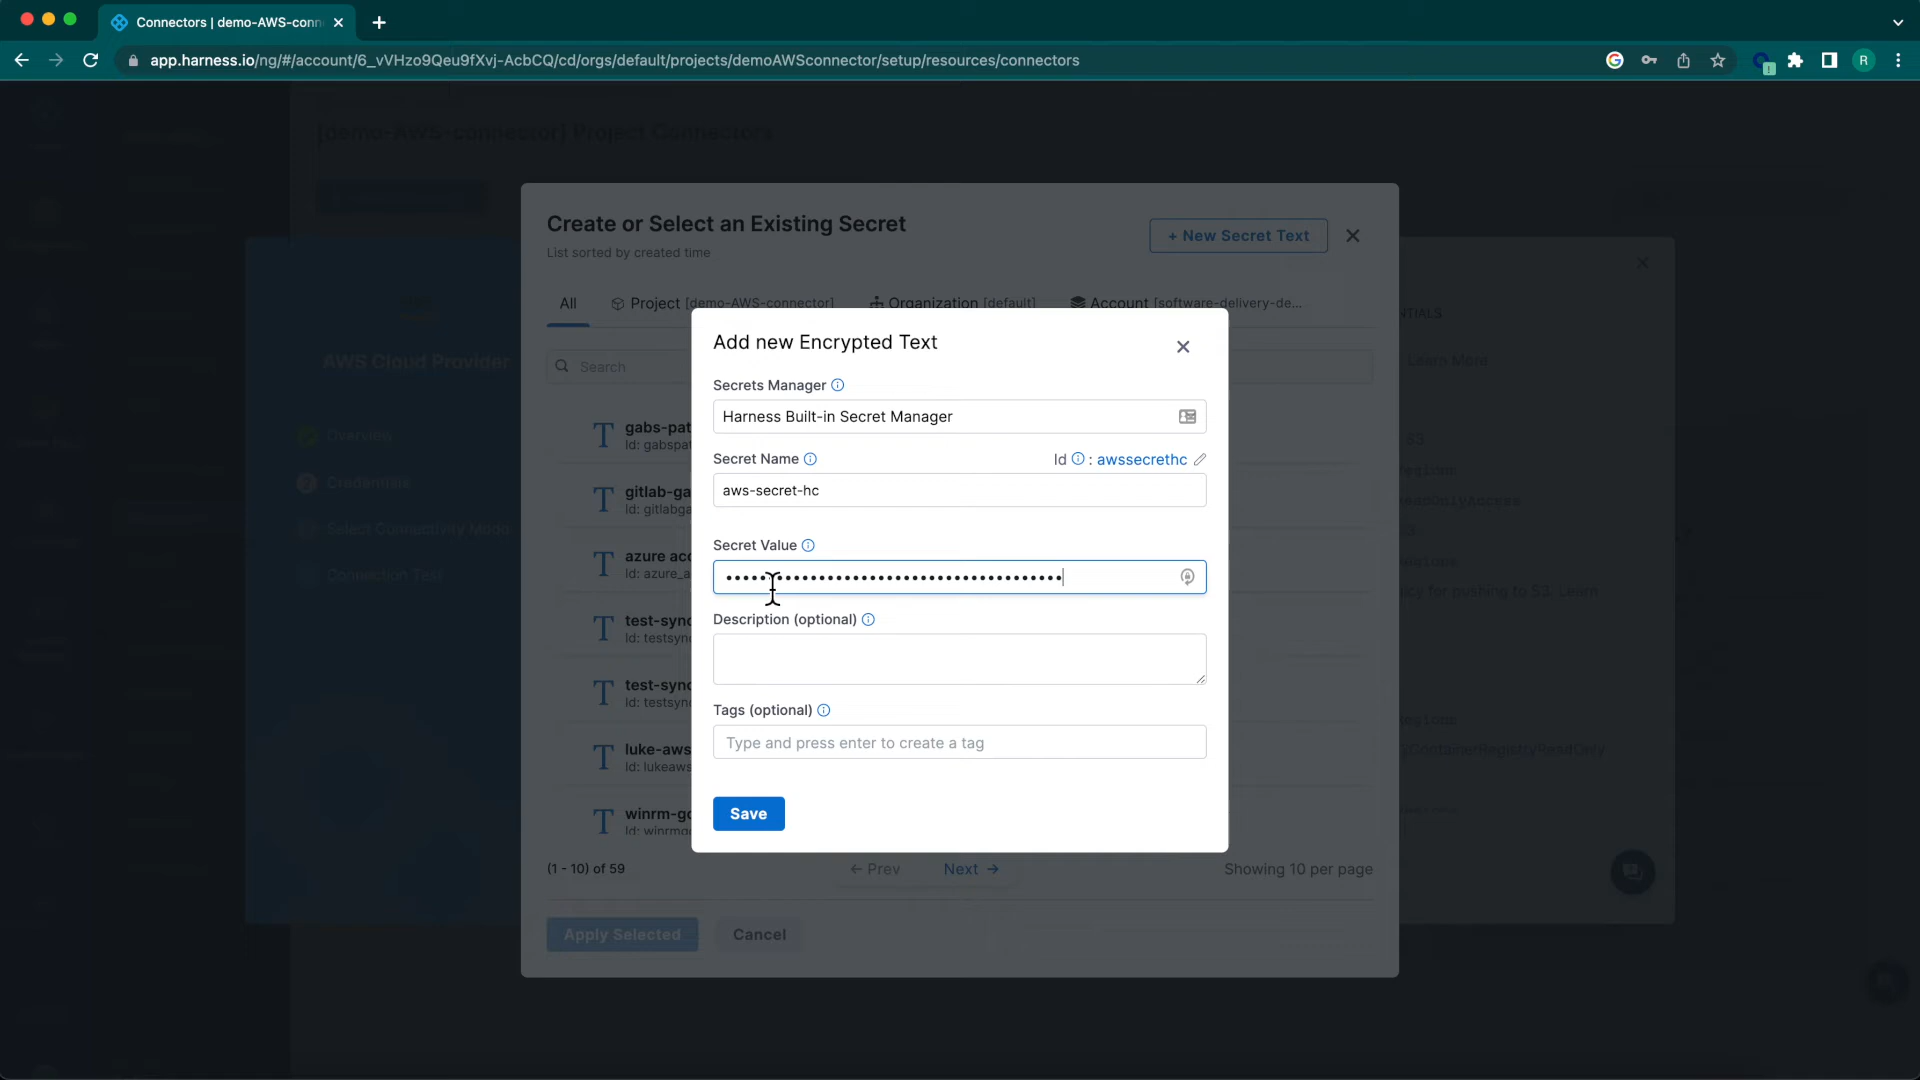 Connectors | demo-AWS-conn
app.harness.io/ng/#/account/6_vVHzo9Qeu9fXvj-AcbCQ/cd/orgs/default/projects/demoAWSconnector/setup/resources/connectors
R
[demo-AWS-connector] Project Connectors
Create or Select an Existing Secret
+ New Secret Text
List sorted by created time
All
Project [demo-AWS-connector]
Organization [default]
Account [software-delivery-de...
Search
AWS Cloud Provider
Overview
2 Credentials
Select Connectivity Mode
Connection Test
Learn More
gabs-pat
Id: gabspat
gitlab-ga
Id: gitlabga
azure acc
Id: azure_a
test-sync
Id: testsyn
test-sync
Id: testsyn
luke-aws
Id: lukeaws
winrm-go
Add new Encrypted Text
Secrets Manager
Harness Built-in Secret Manager
Secret Name
Id : awssecrethc
aws-secret-hc
Secret Value
Description (optional)
Tags (optional)
Type and press enter to create a tag
Save
(1 - 10) of 59
← Prev
Next →
Showing 10 per page
Apply Selected
Cancel